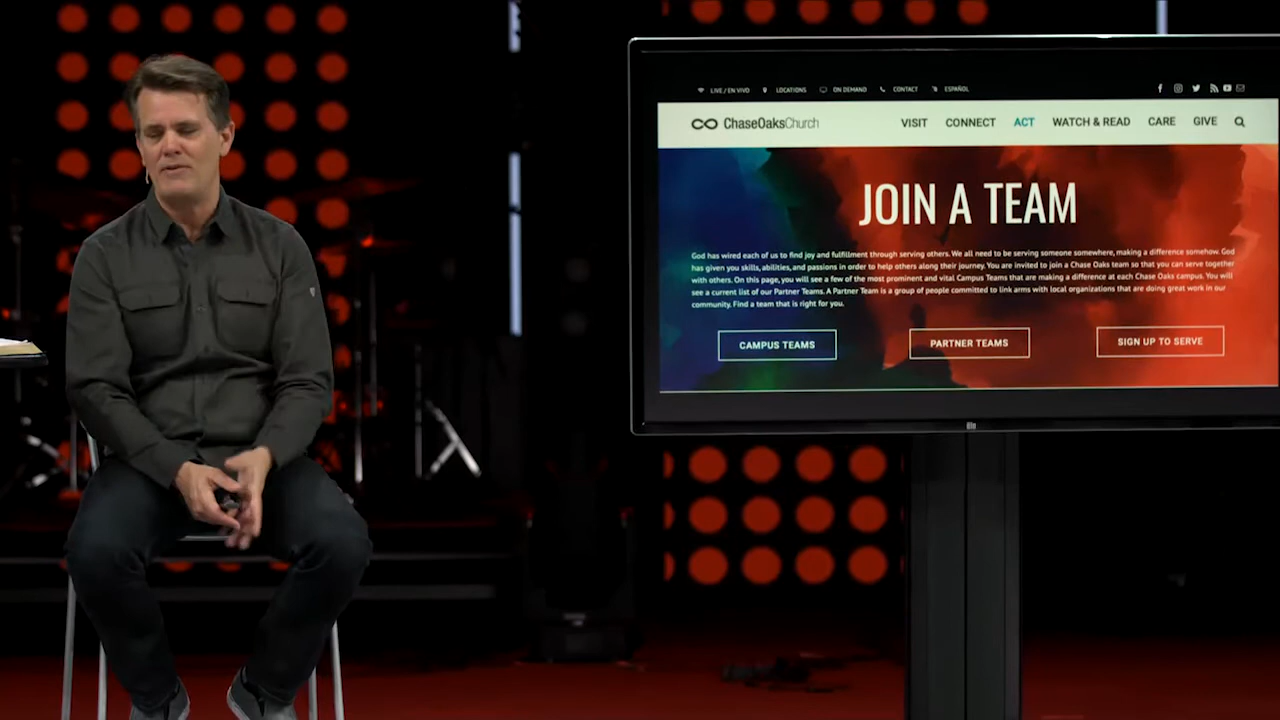 LIVE / EN VIVO LOCATIONS ON DEMAND CONTACT ESPAÑOL
ChaseOaksChurch VISIT CONNECT ACT WATCH & READ CARE GIVE
JOIN A TEAM
God has wired each of us to find joy and fulfillment through serving others. We all need to be serving someone somewhere, making a difference somehow. God
has given you skills, abilities, and passions in order to help others along their journey. You are invited to join a Chase Oaks team so that you can serve together
with others. On this page, you will see a few of the most prominent and vital Campus Teams that are making a difference at each Chase Oaks campus. You will
see a current list of our Partner Teams. A Partner Team is a group of people committed to link arms with local organizations that are doing great work in our
community. Find a team that is right for you.
CAMPUS TEAMS PARTNER TEAMS SIGN UP TO SERVE
elo